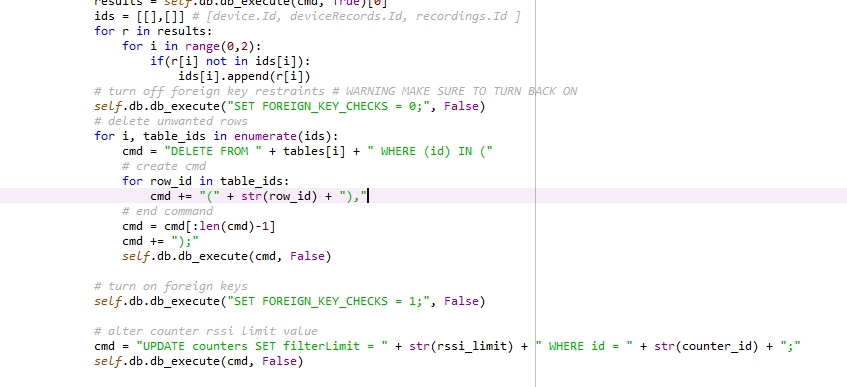 results = self.db.db_execute(cmd, True)[0]
ids = [[],[]] # [device.Id, deviceRecords.Id, recordings.Id ]
for r in results:
for i in range(0,2):
if(r[i] not in ids[i]):
ids[i].append(r[i])
# turn off foreign key restraints # WARNING MAKE SURE TO TURN BACK ON
self.db.db_execute("SET FOREIGN_KEY_CHECKS = 0;", False)
# delete unwanted rows
for i, table_ids in enumerate(ids):
cmd = "DELETE FROM " + tables[i] + " WHERE (id) IN ("
# create cmd
for row_id in table_ids:
cmd += "(" + str(row_id) + "),"
# end command
cmd = cmd[:len(cmd)-1]
cmd += ");"
self.db.db_execute(cmd, False)
# turn on foreign keys
self.db.db_execute("SET FOREIGN_KEY_CHECKS = 1;", False)
# alter counter rssi limit value
cmd = "UPDATE counters SET filterLimit = " + str(rssi_limit) + " WHERE id = " + str(counter_id) + ";"
self.db.db_execute(cmd, False)